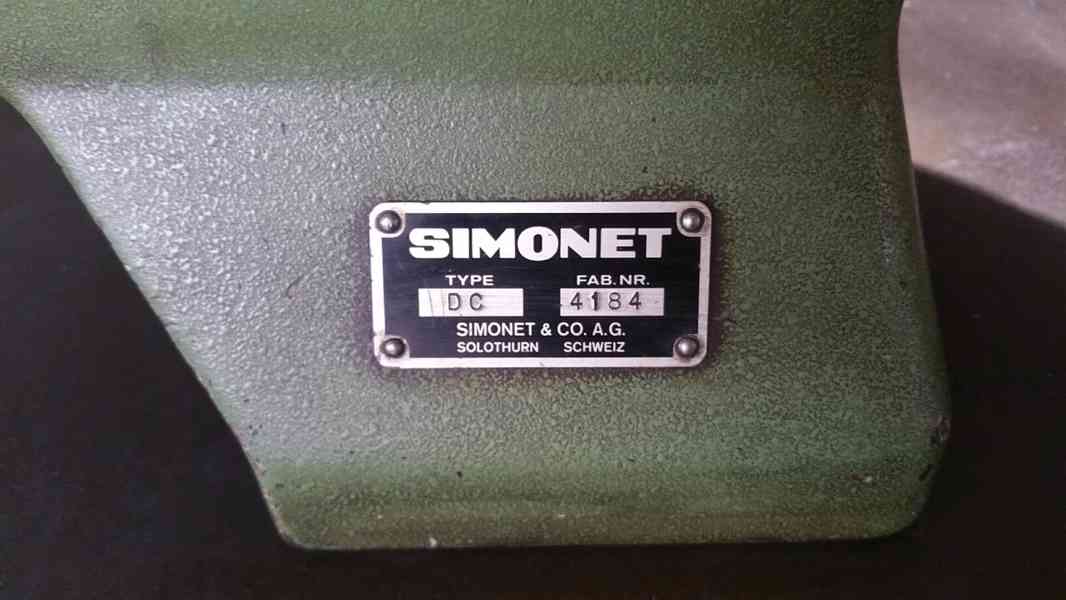 SIMONET
TYPE FAB. NR.
DC 4184
SIMONET & CO. A.G.
SOLOTHURN SCHWEIZ